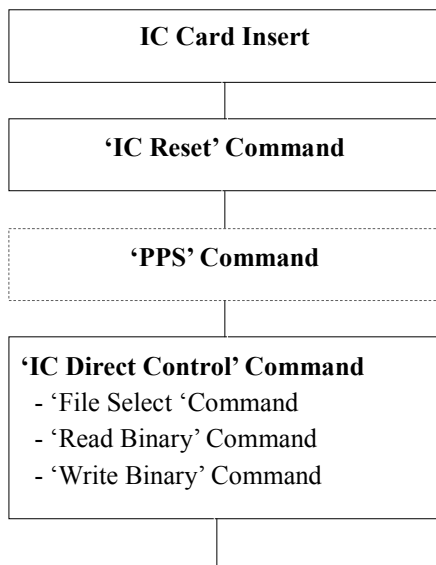 IC Card Insert
‘IC Reset’ Command
‘PPS’ Command
‘IC Direct Control’ Command
- ‘File Select ‘Command
- ‘Read Binary’ Command
- ‘Write Binary’ Command